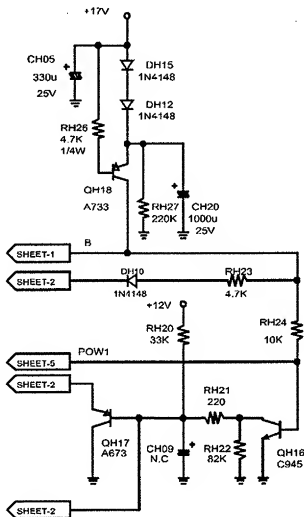 +17V
CH05
330u
25V
DH15
1N4148
DH12
1N4148
RH26
4.7K
1/4W
QH18
A733
RH27
220K
CH20
1000u
25V
SHEET-1
B
SHEET-2
DH10
1N4148
RH23
4.7K
+12V
RH20
33K
RH24
10K
SHEET-5
POW1
SHEET-2
RH21
220
QH17
A673
CH09
N.C
RH22
82K
QH16
C945
SHEET-2